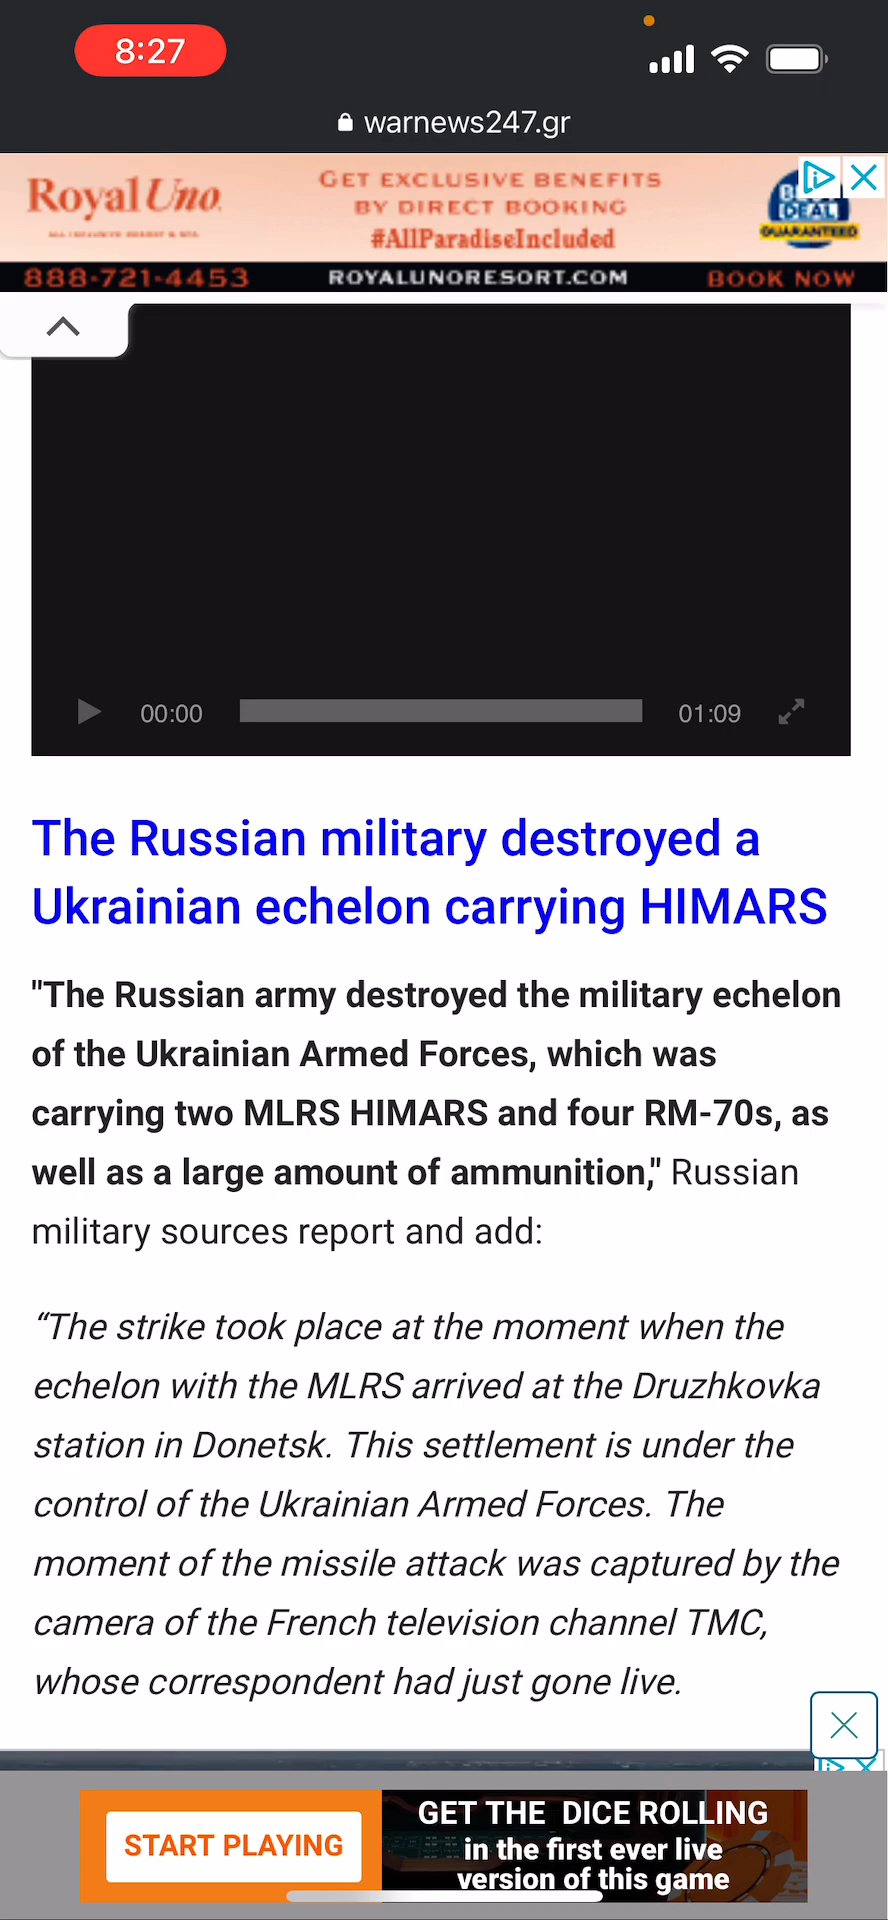 8:27
warnews247.gr
Royal Uno
GET EXCLUSIVE BENEFITS
BY DIRECT BOOKING
#AllParadiseIncluded
BEST
DEAL
GUARANTEED
888-721-4453 ROYALUNORESORT.COM BOOK NOW
00:00 01:09
The Russian military destroyed a
Ukrainian echelon carrying HIMARS
"The Russian army destroyed the military echelon
of the Ukrainian Armed Forces, which was
carrying two MLRS HIMARS and four RM-70s, as
well as a large amount of ammunition," Russian
military sources report and add:
“The strike took place at the moment when the
echelon with the MLRS arrived at the Druzhkovka
station in Donetsk. This settlement is under the
control of the Ukrainian Armed Forces. The
moment of the missile attack was captured by the
camera of the French television channel TMC,
whose correspondent had just gone live.
START PLAYING
GET THE DICE ROLLING
in the first ever live
version of this game